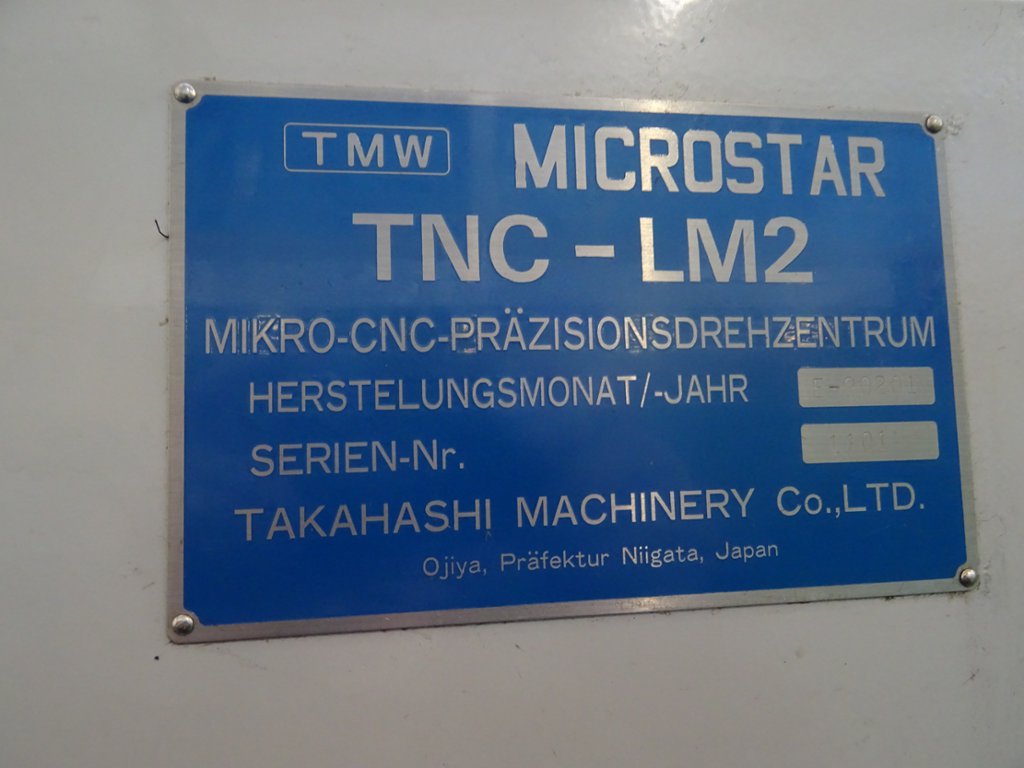 TMW MICROSTAR
TNC-LM2
MIKRO-CNC-PRÄZISIONSDREHZENTRUM
HERSTELUNGSMONAT/-JAHR
SERIEN-Nr.
TAKAHASHI MACHINERY Co.,LTD.
Ojiya, Präfektur Niigata, Japan